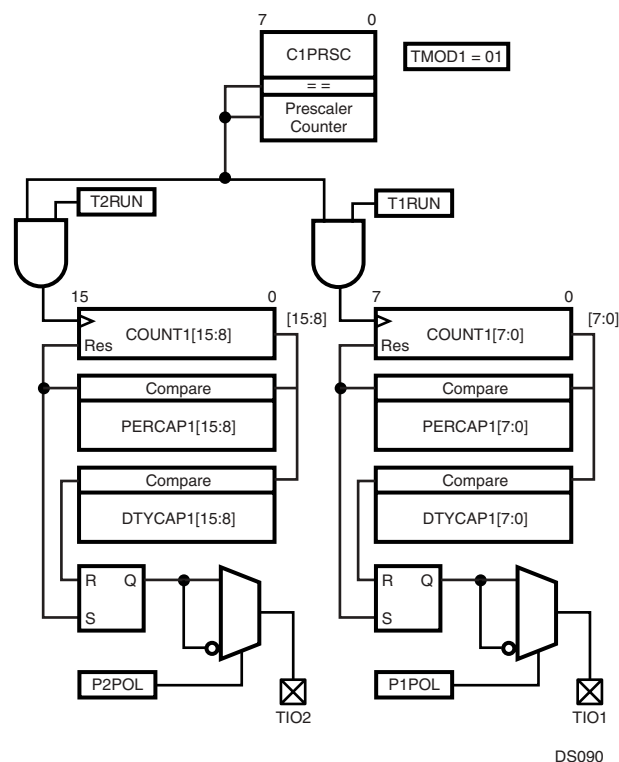 7 0
C1PRSC
TMOD1 = 01
= =
Prescaler
Counter
T2RUN
T1RUN
15 0 [15:8]
7 0 [7:0]
COUNT1[15:8]
Res
COUNT1[7:0]
Res
Compare
PERCAP1[15:8]
Compare
PERCAP1[7:0]
Compare
DTYCAP1[15:8]
Compare
DTYCAP1[7:0]
R Q
S
R Q
S
P2POL
P1POL
TIO2
TIO1
DS090